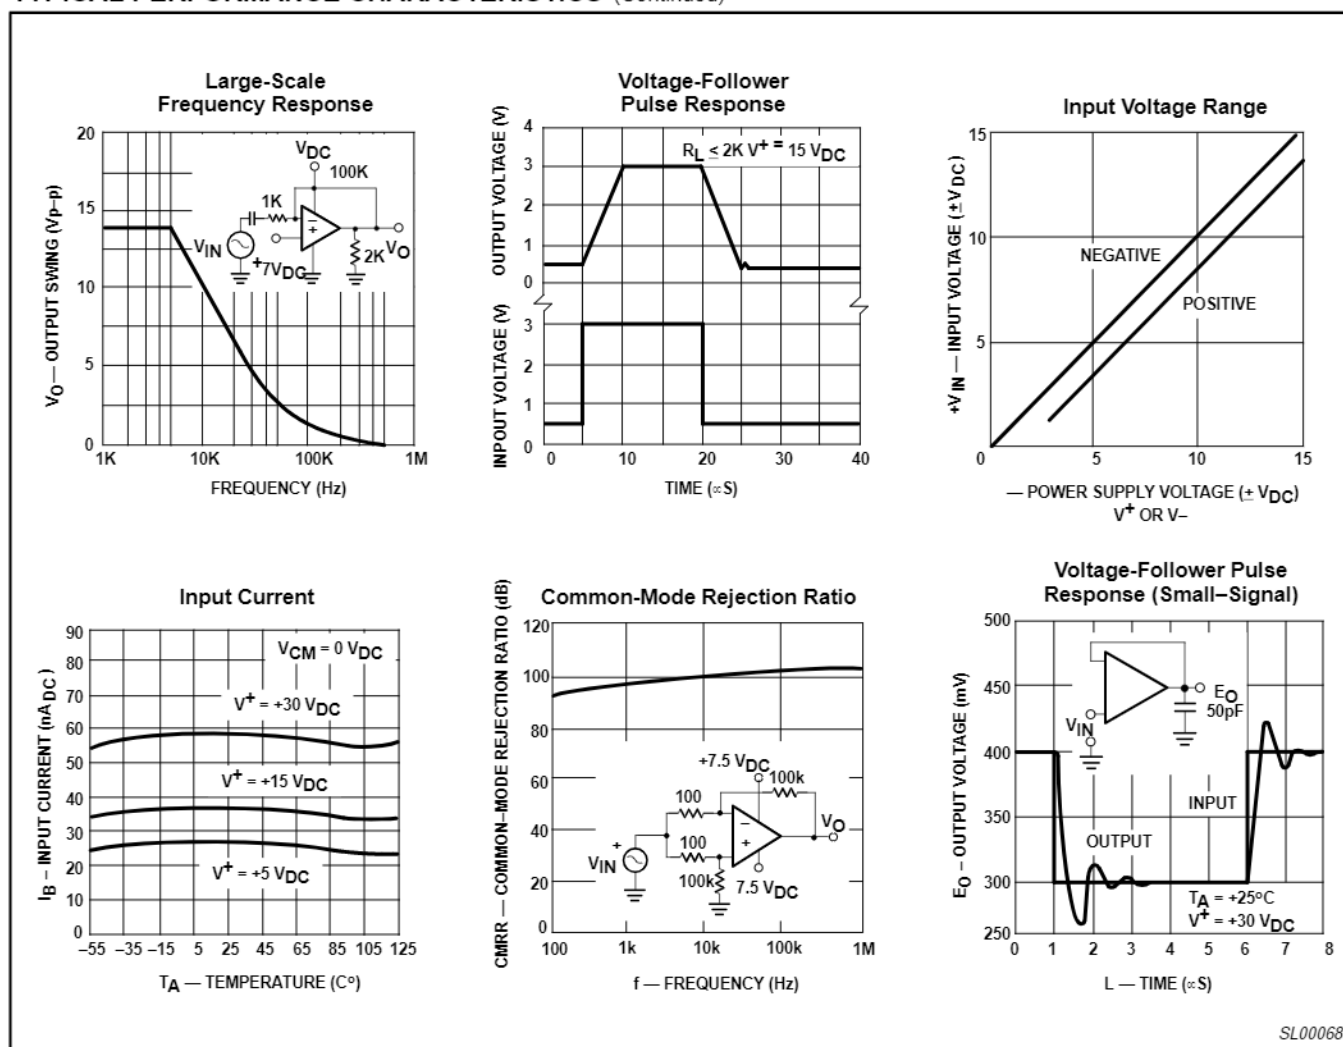 TYPICAL PERFORMANCE CHARACTERISTICS (Continued)
Large-Scale
Frequency Response
20
15
10
5
0
VO — OUTPUT SWING (Vp–p)
VDC
100K
1K
VIN
+7VDC
2K
VO
1K
10K
100K
1M
FREQUENCY (Hz)
Voltage-Follower
Pulse Response
OUTPUT VOLTAGE (V)
4
3
2
1
0
RL ≤ 2K V+ = 15 VDC
INPOUT VOLTAGE (V)
3
2
1
0
0
10
20
30
40
TIME (∝S)
Input Voltage Range
+VIN — INPUT VOLTAGE (±VDC)
15
10
5
NEGATIVE
POSITIVE
0
5
10
15
— POWER SUPPLY VOLTAGE (± VDC)
V+ OR V–
Input Current
IB – INPUT CURRENT (nADC)
90
80
70
60
50
40
30
20
10
0
VCM = 0 VDC
V+ = +30 VDC
V+ = +15 VDC
V+ = +5 VDC
–55
–35
–15
5
25
45
65
85
105
125
TA — TEMPERATURE (C°)
Common-Mode Rejection Ratio
CMRR — COMMON–MODE REJECTION RATIO (dB)
120
100
80
60
40
20
0
+7.5 VDC
100k
100
100
VO
VIN
+
100k
7.5 VDC
100
1k
10k
100k
1M
f — FREQUENCY (Hz)
Voltage-Follower Pulse
Response (Small–Signal)
EO – OUTPUT VOLTAGE (mV)
500
450
400
350
300
250
EO
50pF
VIN
INPUT
OUTPUT
TA = +25°C
V+ = +30 VDC
0
1
2
3
4
5
6
7
8
L — TIME (∝S)
SL00068